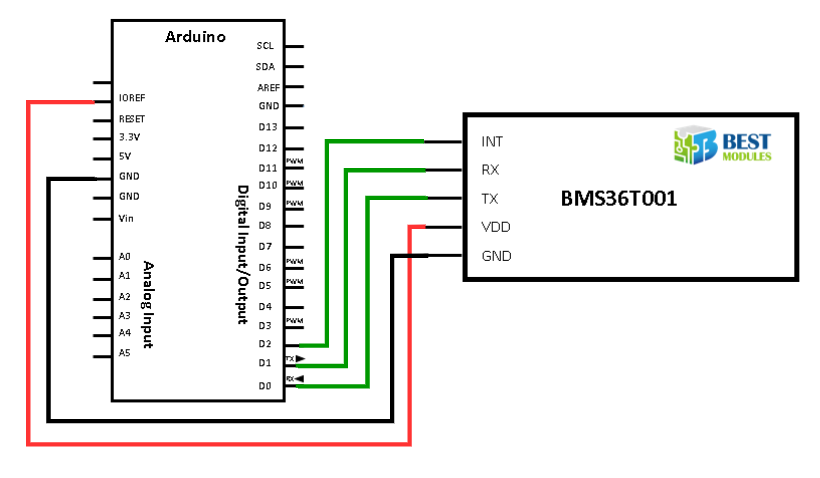 Arduino
IOREF
RESET
3.3V
5V
GND
GND
Vin
A0
A1
A2
A3
A4
A5
Analog Input
Digital Input/Output
SCL
SDA
AREF
GND
D13
D12
PWM
D11
PWM
D10
PWM
D9
D8
D7
PWM
D6
PWM
D5
D4
PWM
D3
D2
TX
D1
RX
D0
INT
RX
TX
VDD
GND
BEST
MODULES
BMS36T001